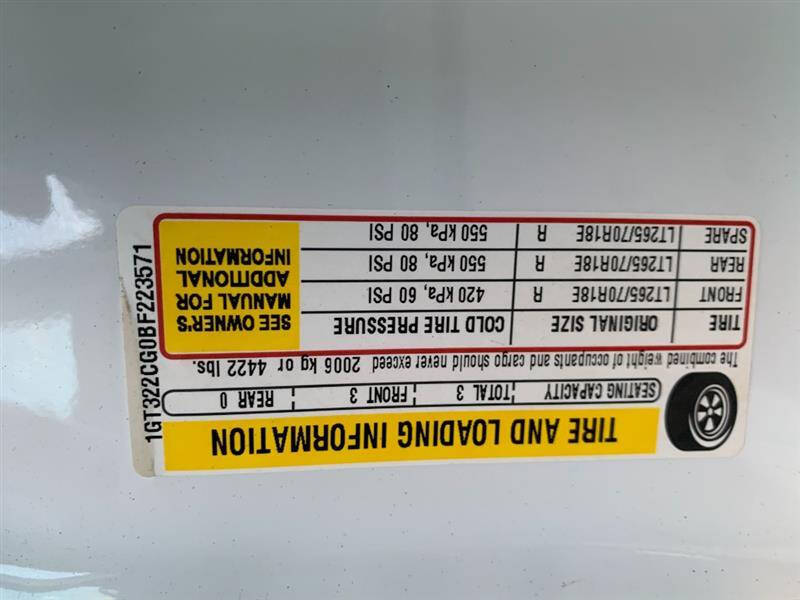 TIRE AND LOADING INFORMATION
SEATING CAPACITY TOTAL 3 FRONT 3 REAR 0
The combined weight of occupants and cargo should never exceed 2006 kg or 4422 lbs.
TIRE ORIGINAL SIZE COLD TIRE PRESSURE
FRONT LT265/70R18E R 420 kPa, 60 PSI
REAR LT265/70R18E R 550 kPa, 80 PSI
SPARE LT265/70R18E R 550 kPa, 80 PSI
SEE OWNER'S
MANUAL FOR
ADDITIONAL
INFORMATION
1GT322CG0BF223571